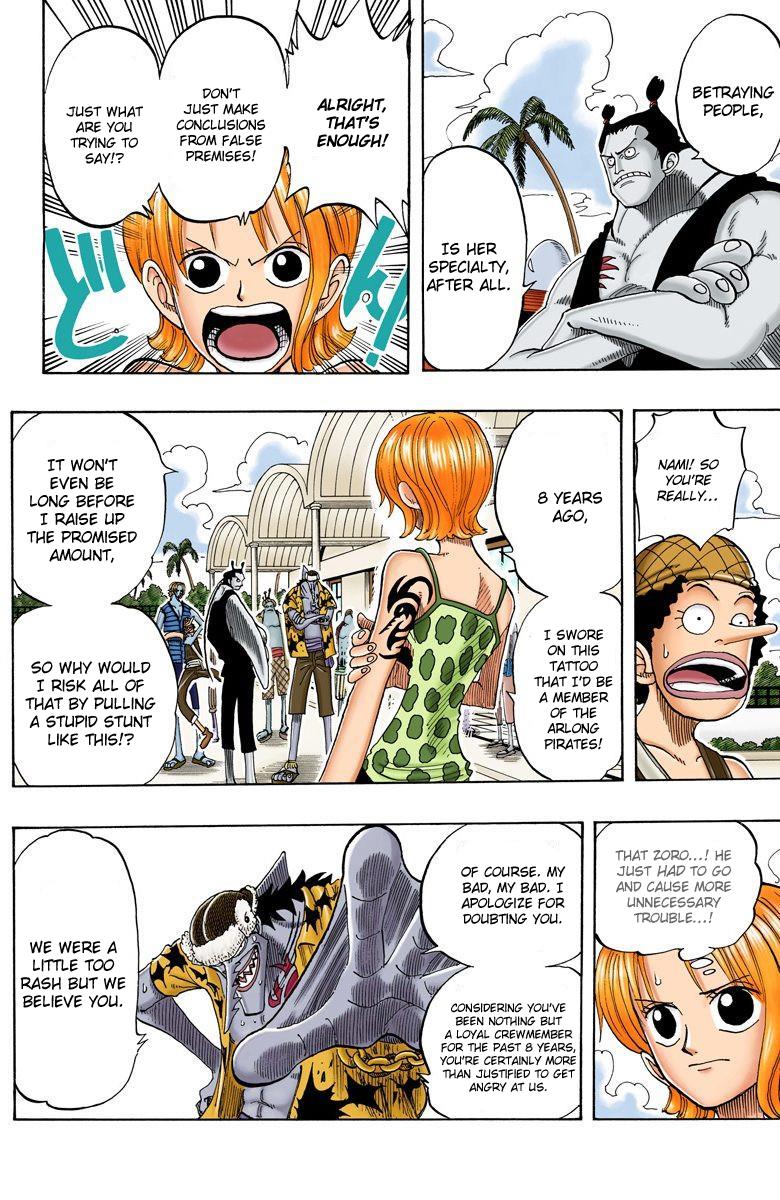 BETRAYING
PEOPLE,
IS HER
SPECIALTY,
AFTER ALL.
ALRIGHT,
THAT'S
ENOUGH!
DON'T
JUST MAKE
CONCLUSIONS
FROM FALSE
PREMISES!
JUST WHAT
ARE YOU
TRYING TO
SAY!?
どん!
NAMI! SO
YOU'RE
REALLY...
8 YEARS
AGO,
I SWORE
ON THIS
TATTOO
THAT I'D BE
A MEMBER
OF THE
ARLONG
PIRATES!
IT WON'T
EVEN BE
LONG BEFORE
I RAISE UP
THE PROMISED
AMOUNT,
SO WHY WOULD
I RISK ALL OF
THAT BY PULLING
A STUPID STUNT
LIKE THIS!?
THAT ZORO...! HE
JUST HAD TO GO
AND CAUSE MORE
UNNECESSARY
TROUBLE...!
OF COURSE. MY
BAD, MY BAD. I
APOLOGIZE FOR
DOUBTING YOU.
CONSIDERING YOU'VE
BEEN NOTHING BUT
A LOYAL CREWMEMBER
FOR THE PAST 8 YEARS,
YOU'RE CERTAINLY MORE
THAN JUSTIFIED TO GET
ANGRY AT US.
WE WERE A
LITTLE TOO
RASH BUT WE
BELIEVE YOU.